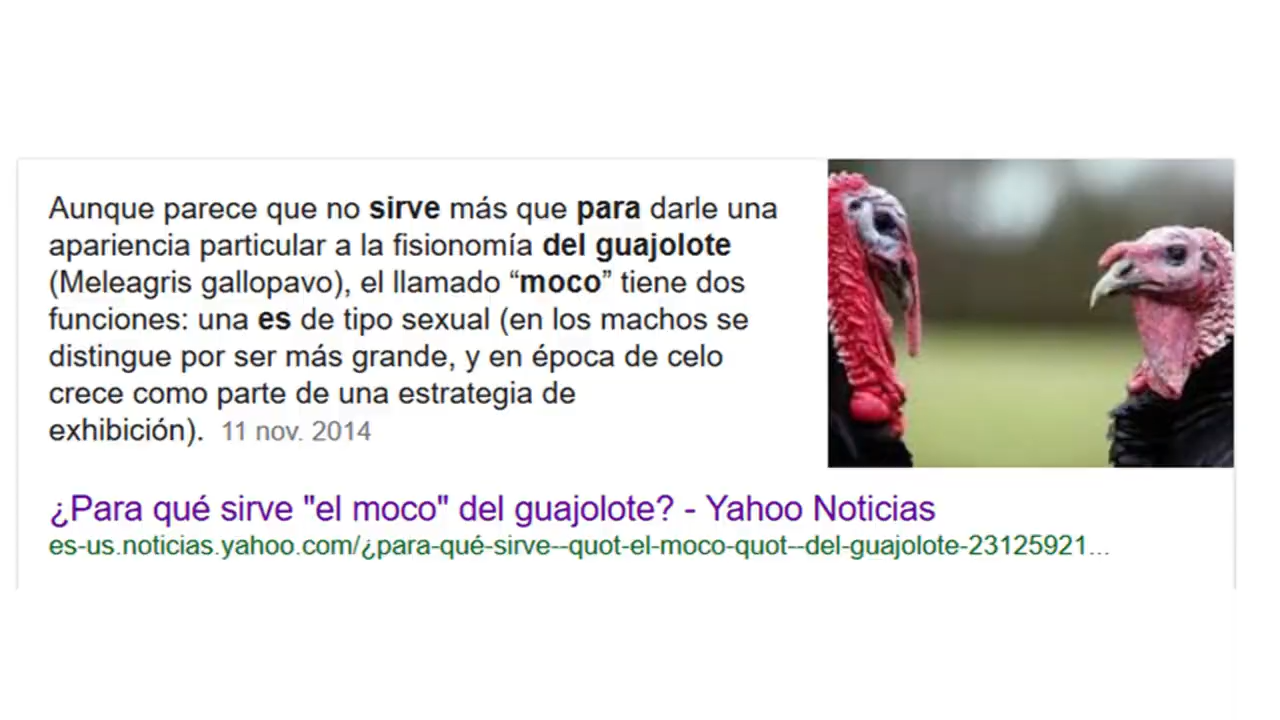 Aunque parece que no sirve más que para darle una
apariencia particular a la fisionomía del guajolote
(Meleagris gallopavo), el llamado “moco” tiene dos
funciones: una es de tipo sexual (en los machos se
distingue por ser más grande, y en época de celo
crece como parte de una estrategia de
exhibición). 11 nov. 2014
¿Para qué sirve "el moco" del guajolote? - Yahoo Noticias
es-us.noticias.yahoo.com/¿para-qué-sirve--quot-el-moco-quot--del-guajolote-23125921...